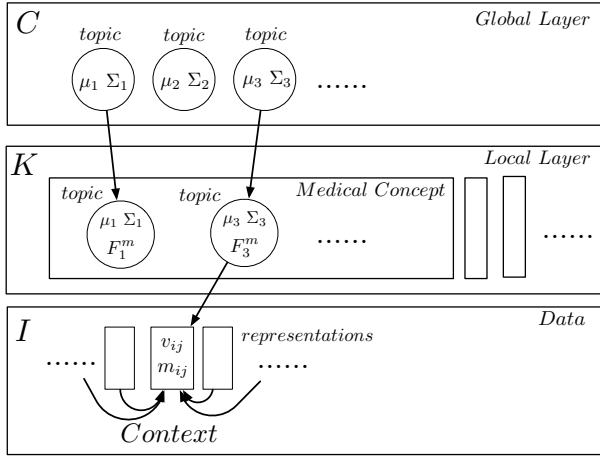 C
Global Layer
topic topic topic
μ₁ Σ₁ μ₂ Σ₂ μ₃ Σ₃ ......
K
Local Layer
Medical Concept
topic topic
μ₁ Σ₁ μ₃ Σ₃
F₁ᵐ F₃ᵐ ...... ......
I
Data
representations
...... vᵢⱼ ......
mᵢⱼ
Context